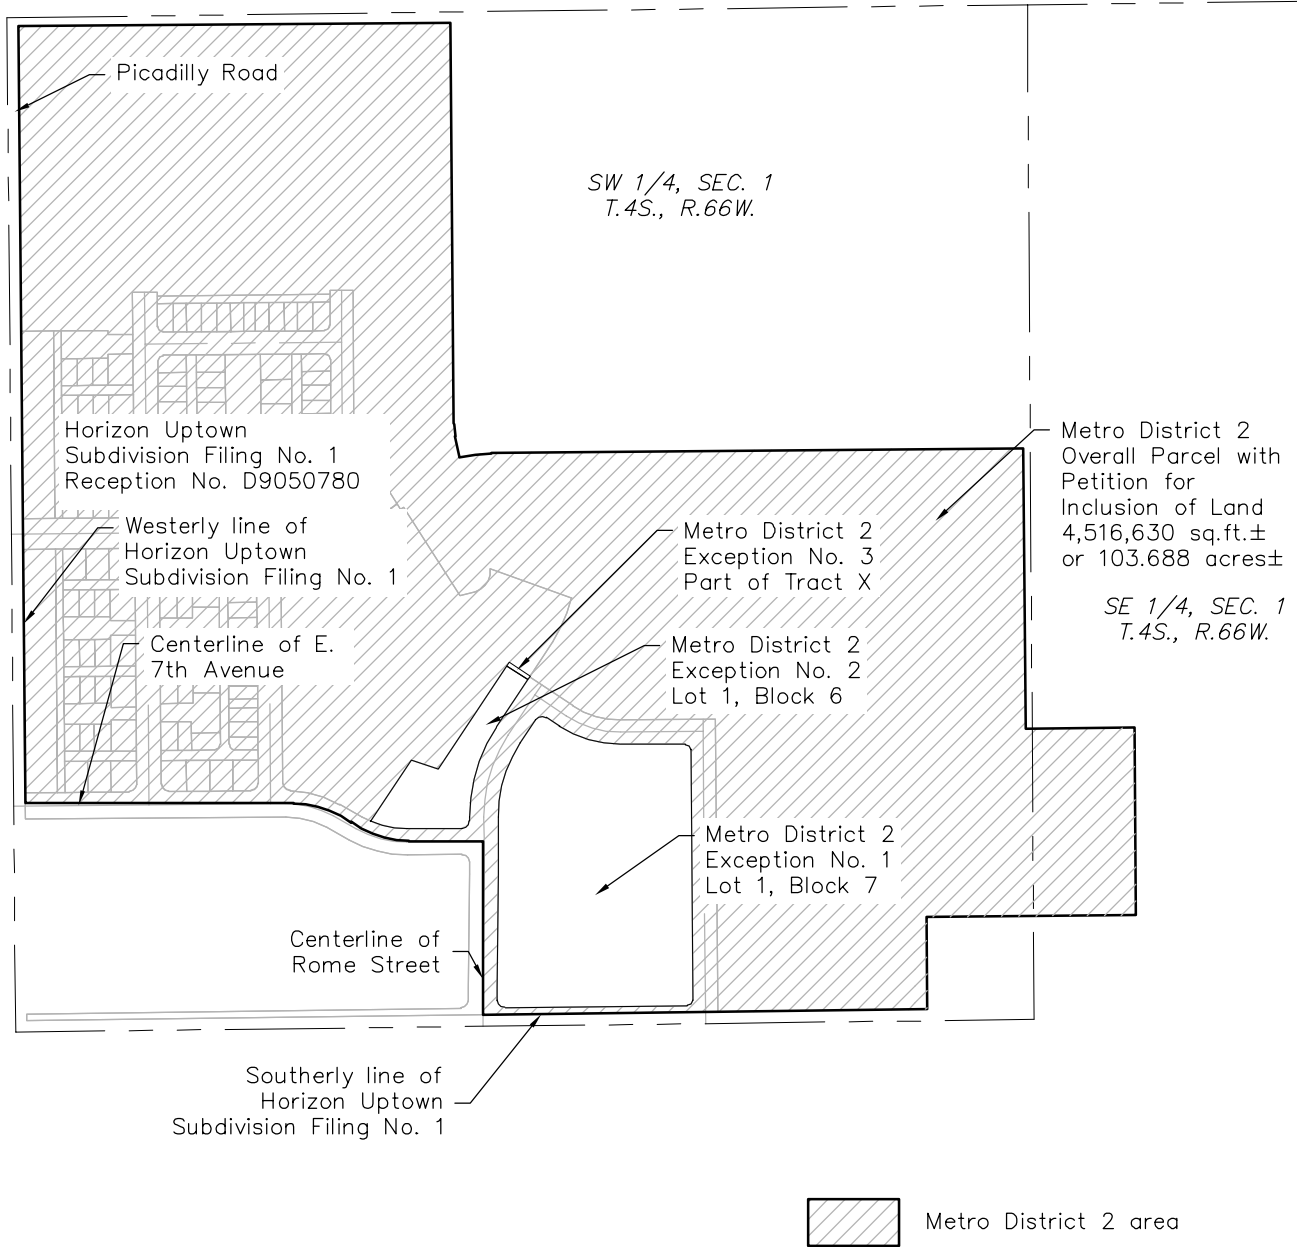 Picadilly Road
SW 1/4, SEC. 1
T.4S., R.66W.
Horizon Uptown
Subdivision Filing No. 1
Reception No. D9050780
Metro District 2
Overall Parcel with
Petition for
Inclusion of Land
4,516,630 sq.ft.±
or 103.688 acres±
Westerly line of
Horizon Uptown
Subdivision Filing No. 1
Metro District 2
Exception No. 3
Part of Tract X
SE 1/4, SEC. 1
T.4S., R.66W.
Centerline of E.
7th Avenue
Metro District 2
Exception No. 2
Lot 1, Block 6
Metro District 2
Exception No. 1
Lot 1, Block 7
Centerline of
Rome Street
Southerly line of
Horizon Uptown
Subdivision Filing No. 1
Metro District 2 area